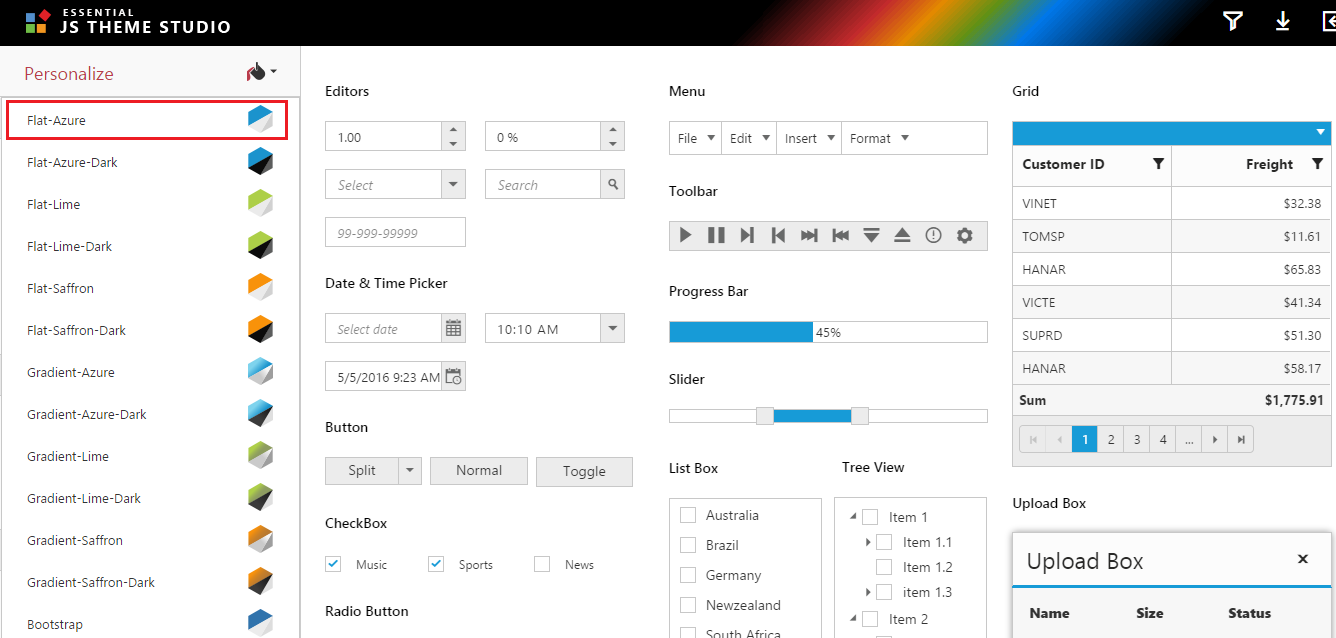 ESSENTIAL
JS THEME STUDIO
Personalize
Flat-Azure
Flat-Azure-Dark
Flat-Lime
Flat-Lime-Dark
Flat-Saffron
Flat-Saffron-Dark
Gradient-Azure
Gradient-Azure-Dark
Gradient-Lime
Gradient-Lime-Dark
Gradient-Saffron
Gradient-Saffron-Dark
Bootstrap
Editors
1.00
0 %
Select
Search
99-999-99999
Date & Time Picker
Select date
10:10 AM
5/5/2016 9:23 AM
Button
Split
Normal
Toggle
CheckBox
Music
Sports
News
Radio Button
Menu
File
Edit
Insert
Format
Toolbar
Progress Bar
45%
Slider
List Box
Australia
Brazil
Germany
Newzealand
South Africa
Tree View
Item 1
Item 1.1
Item 1.2
item 1.3
Item 2
Grid
Customer ID Freight
VINET $32.38
TOMSP $11.61
HANAR $65.83
VICTE $41.34
SUPRD $51.30
HANAR $58.17
Sum $1,775.91
1 2 3 4 ...
Upload Box
Upload Box
Name Size Status